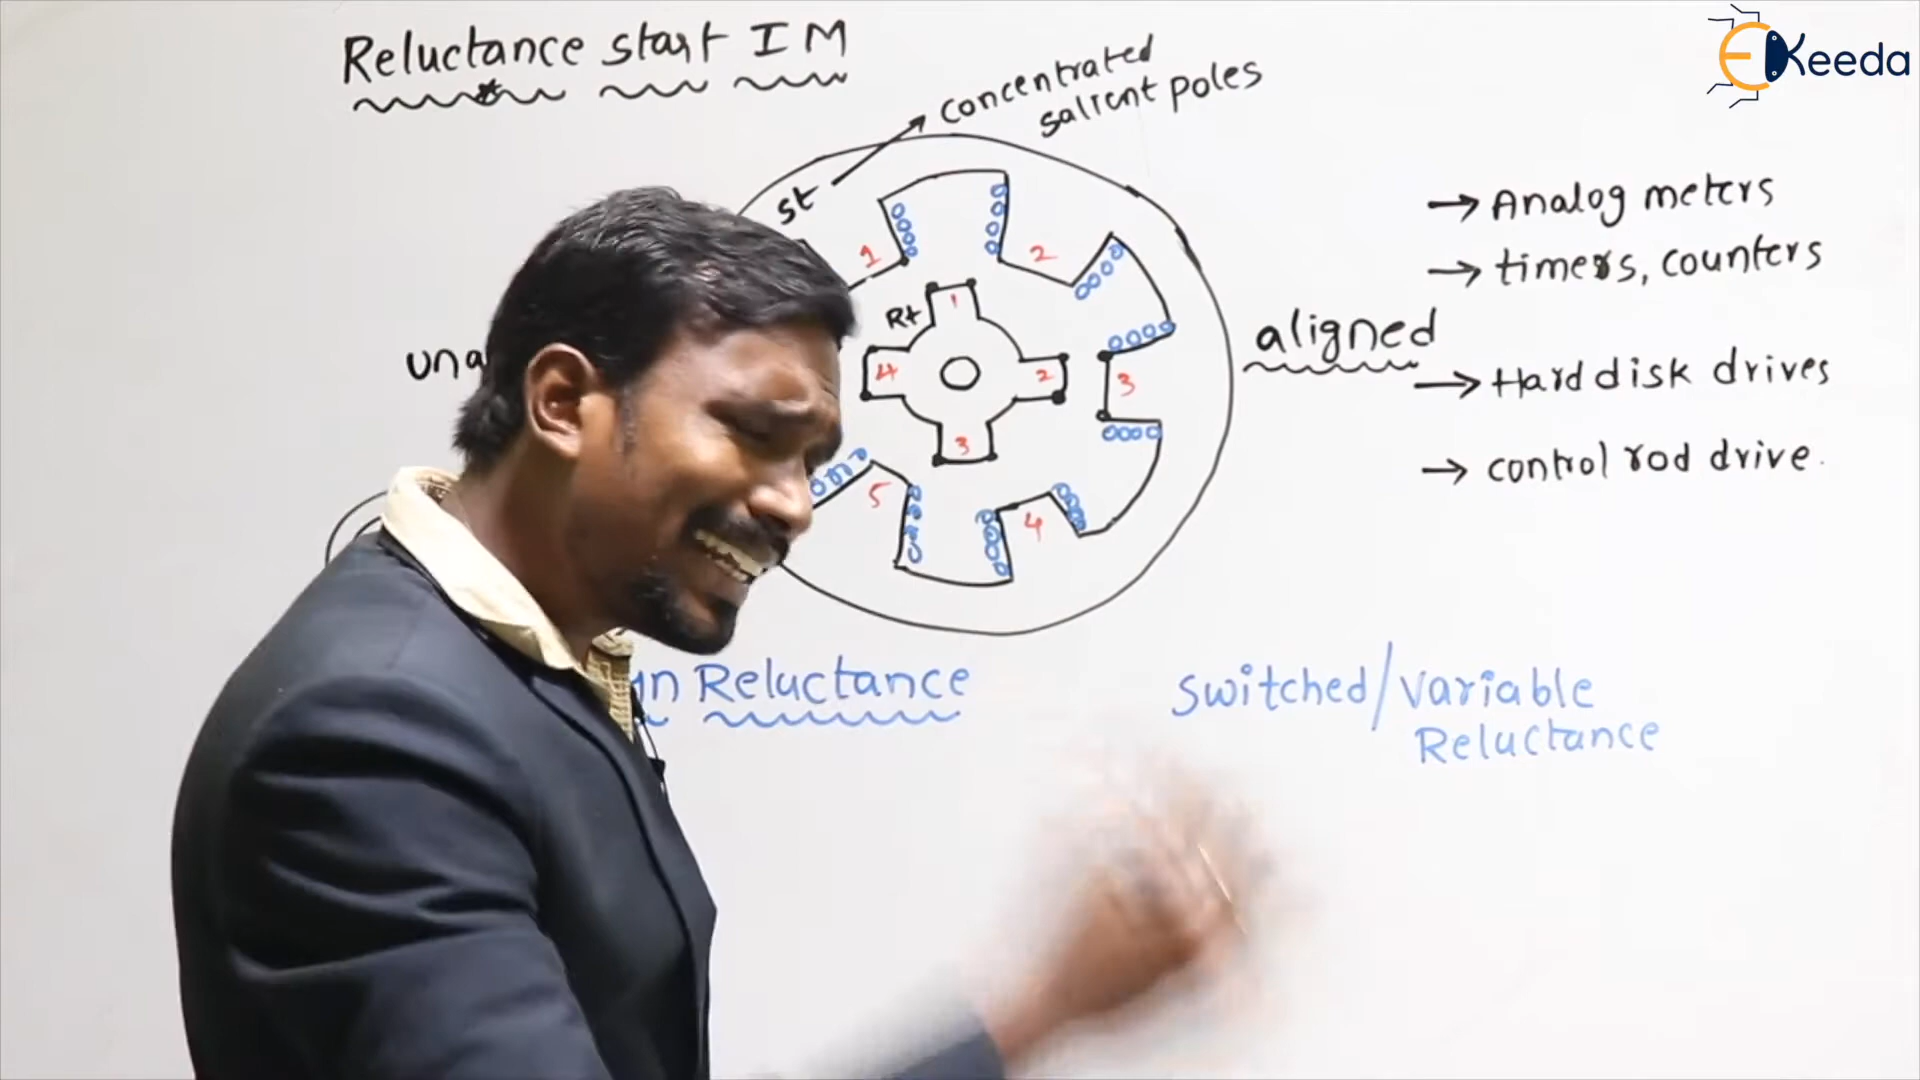 Reluctance start IM
EKeeda
concentrated
salient poles
st
→ Analog meters
→ timers, counters
1
2
Rt
1
aligned
4
2
3
→ Hard disk drives
3
→ control rod drive.
5
4
Reluctance
switched/variable
Reluctance